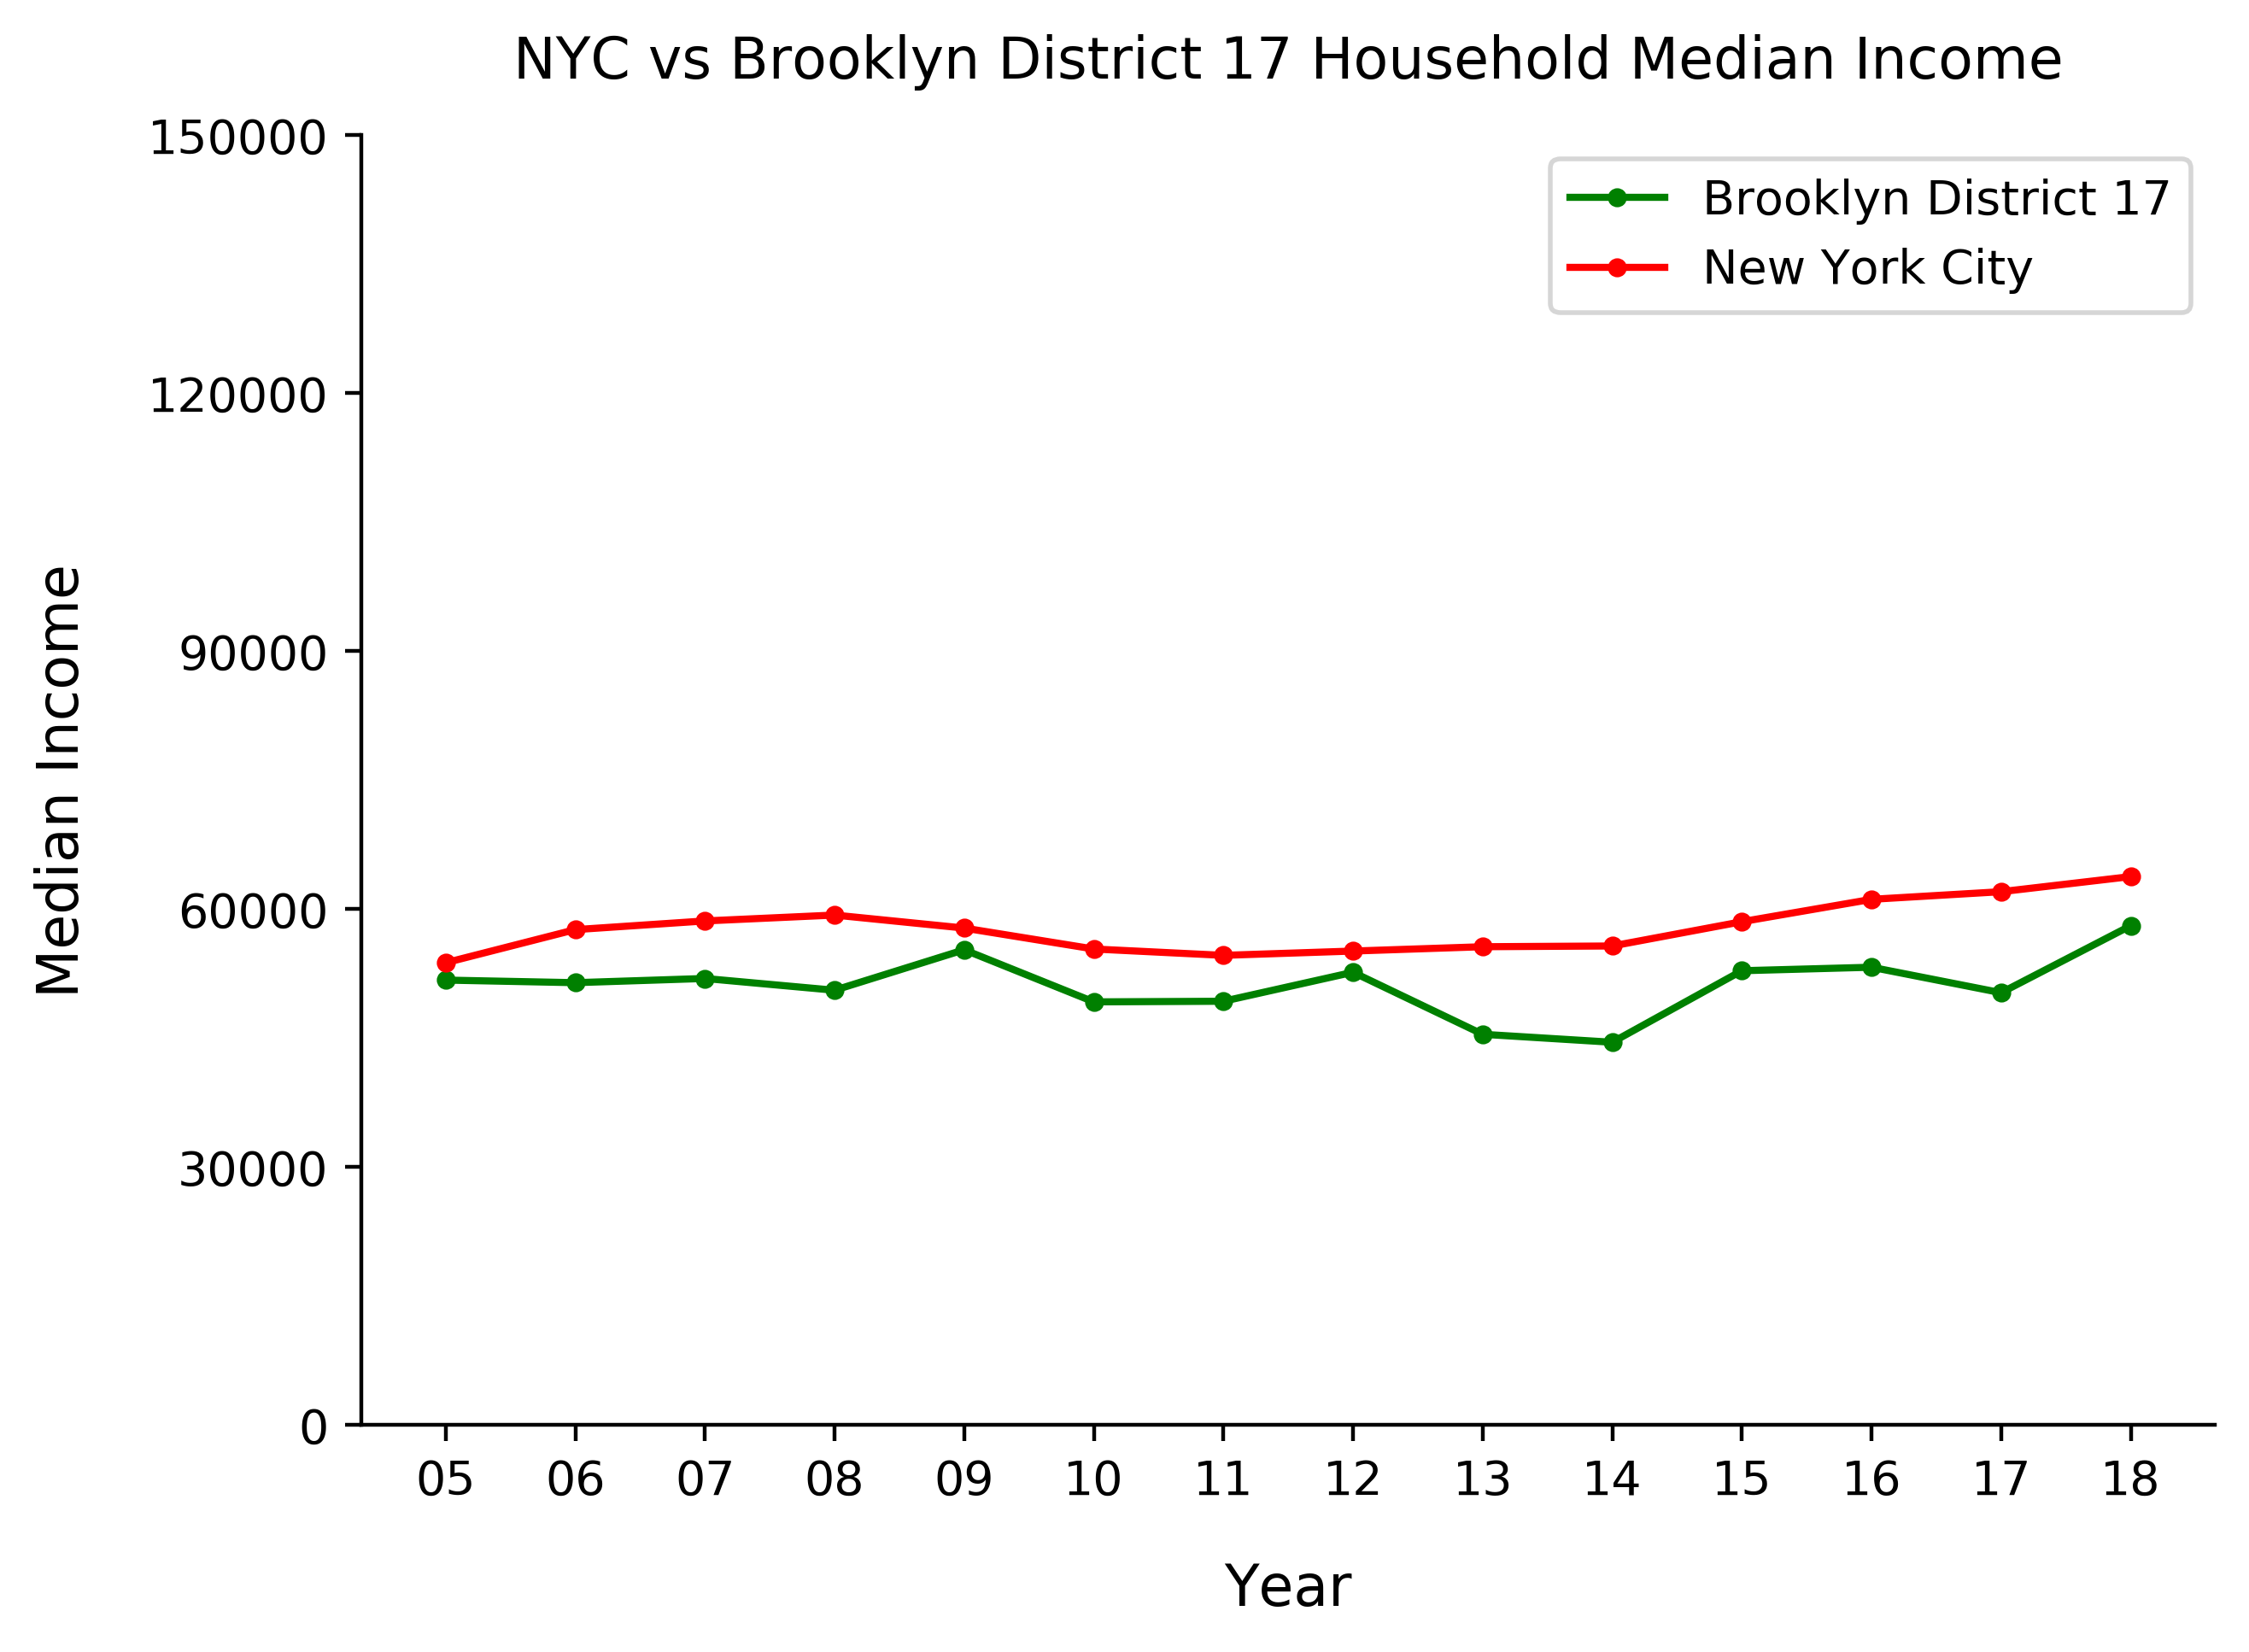 NYC vs Brooklyn District 17 Household Median Income
150000
120000
90000
60000
30000
0
Median Income
Brooklyn District 17
New York City
05 06 07 08 09 10 11 12 13 14 15 16 17 18
Year